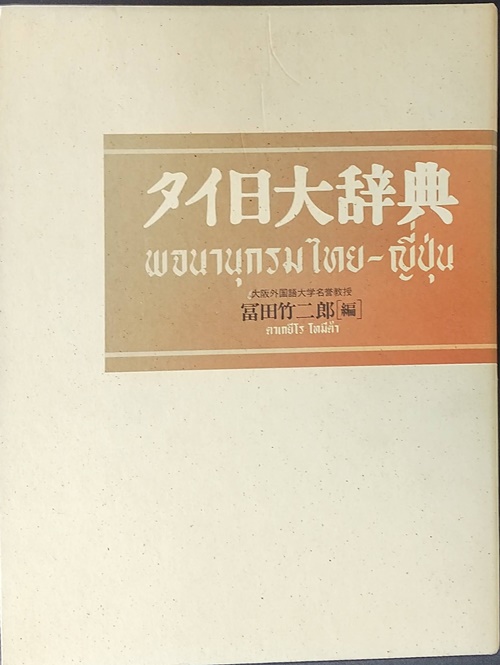 タイ日大辞典
พจนานุกรมไทย-ญี่ปุ่น
大阪外国語大学名誉教授
冨田竹二郎[編]
ทาเกยีโร โทมีต้า